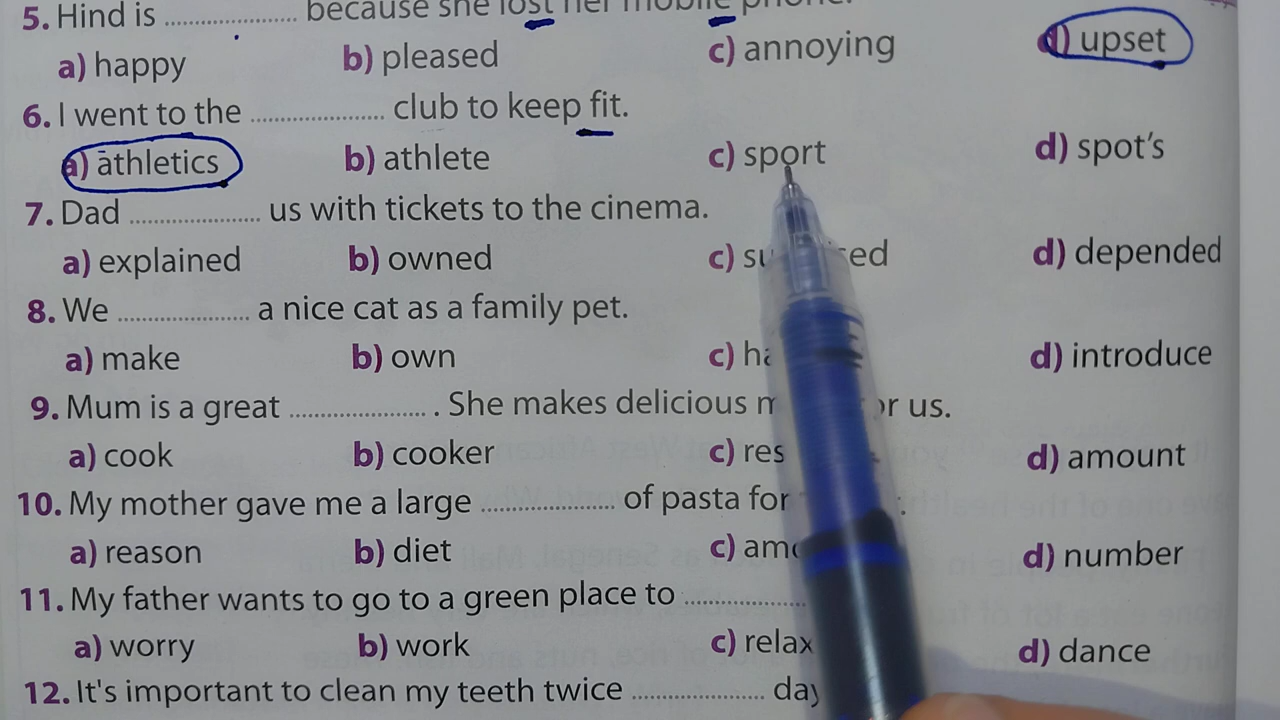 5. Hind is .................... because she lost her mobile phone.
a) happy b) pleased c) annoying d) upset
6. I went to the .................... club to keep fit.
a) athletics b) athlete c) sport d) spot's
7. Dad .................... us with tickets to the cinema.
a) explained b) owned c) d) depended
8. We .................... a nice cat as a family pet.
a) make b) own c) d) introduce
9. Mum is a great .................... . She makes delicious for us.
a) cook b) cooker c) d) amount
10. My mother gave me a large .................... of pasta for
a) reason b) diet c) d) number
11. My father wants to go to a green place to ..................
a) worry b) work c) relax d) dance
12. It's important to clean my teeth twice .................... day